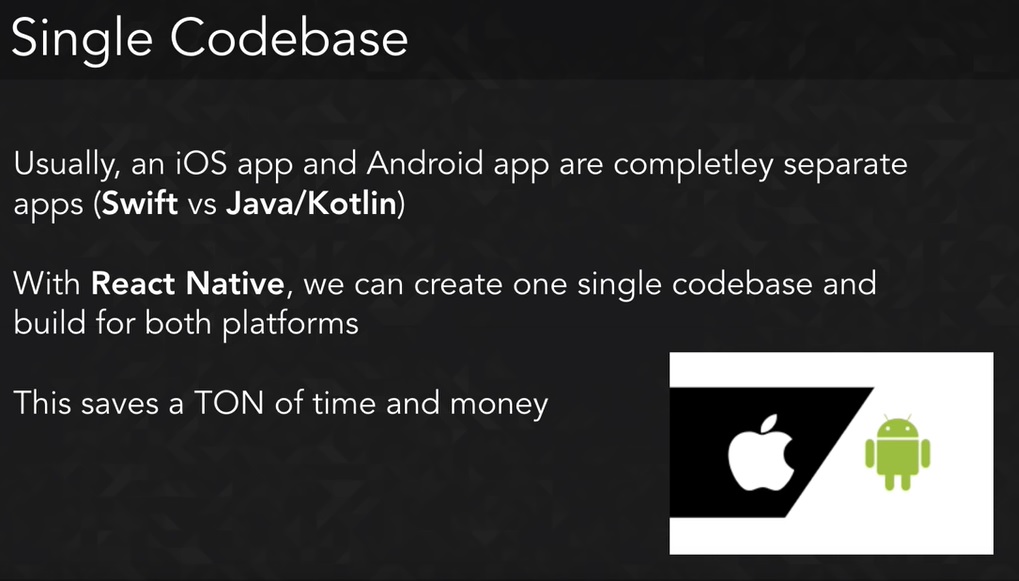 Single Codebase
Usually, an iOS app and Android app are completley separate
apps (Swift vs Java/Kotlin)
With React Native, we can create one single codebase and
build for both platforms
This saves a TON of time and money